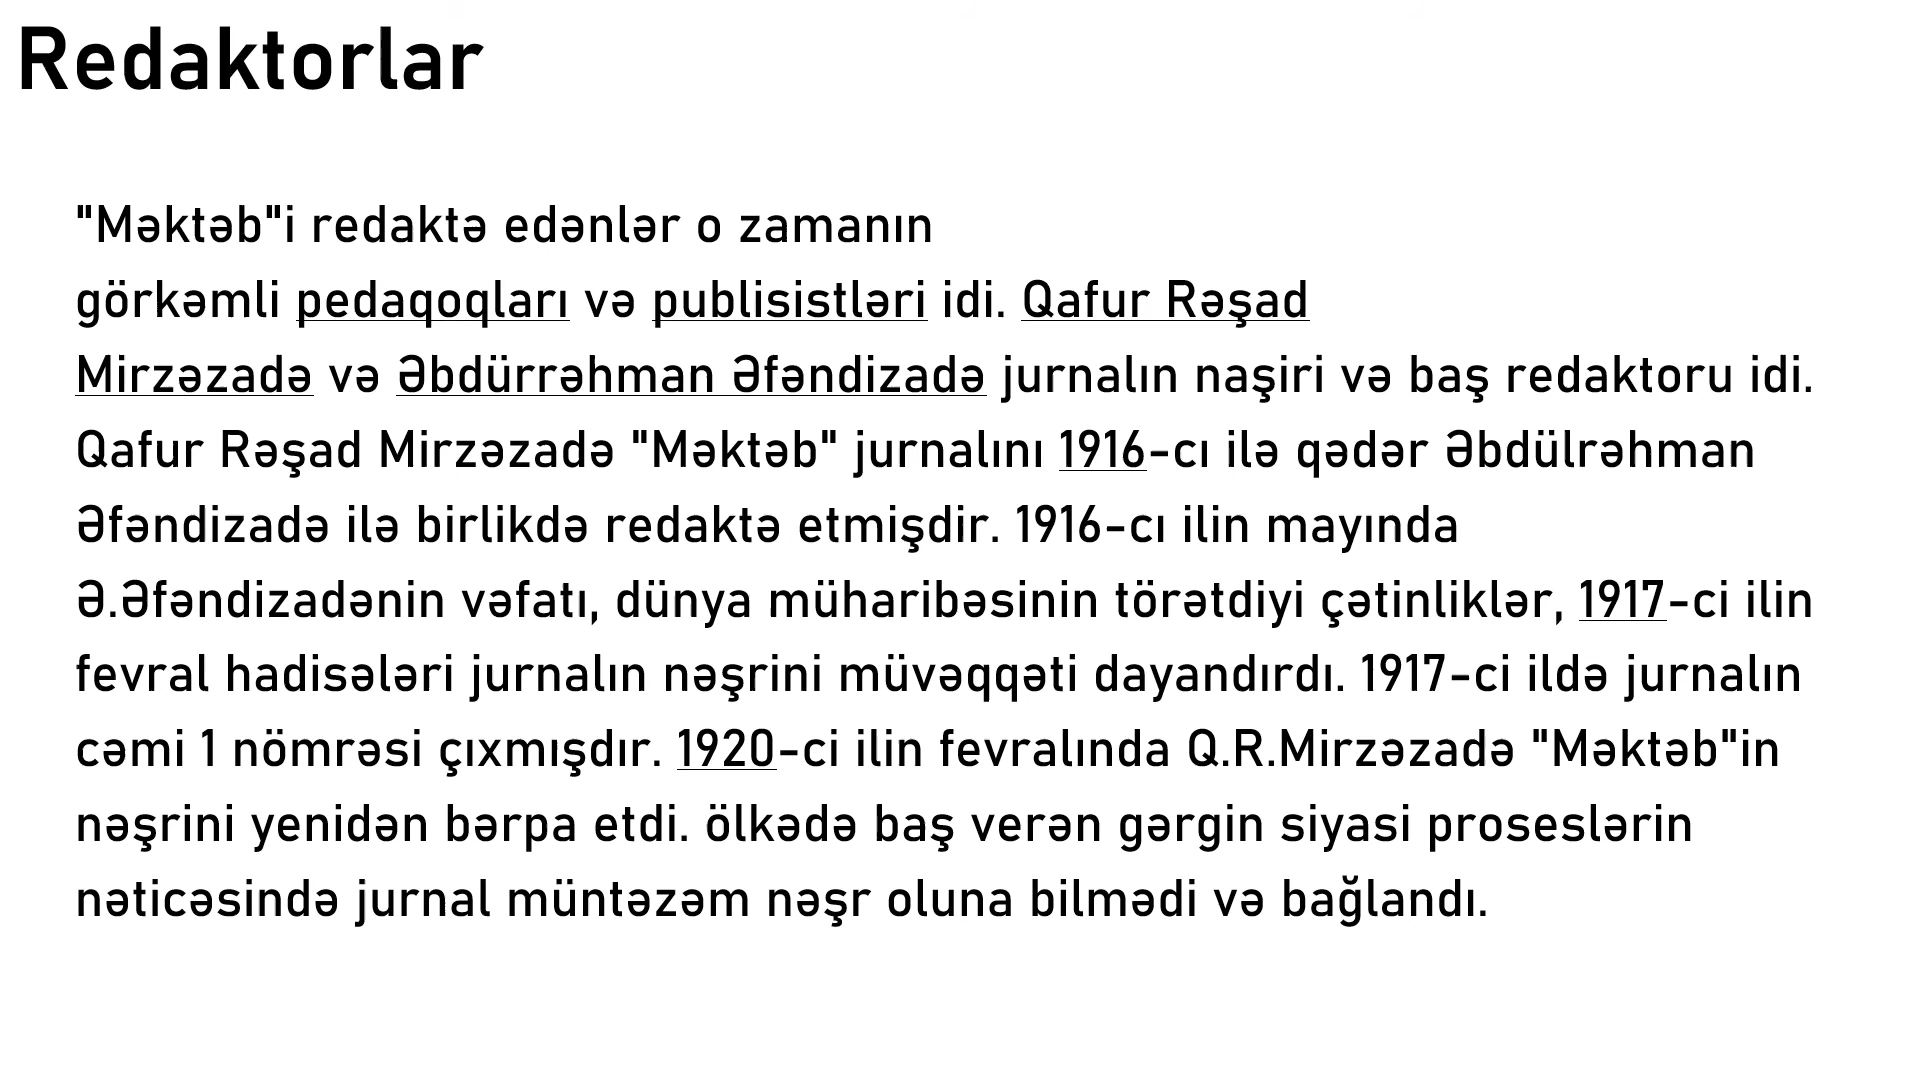 Redaktorlar
"Məktəb"i redaktə edənlər o zamanın
görkəmli pedaqoqları və publisistləri idi. Qafur Rəşad
Mirzəzadə və Əbdürrəhman Əfəndizadə jurnalın naşiri və baş redaktoru idi.
Qafur Rəşad Mirzəzadə "Məktəb" jurnalını 1916-cı ilə qədər Əbdülrəhman
Əfəndizadə ilə birlikdə redaktə etmişdir. 1916-cı ilin mayında
Ə.Əfəndizadənin vəfatı, dünya müharibəsinin törətdiyi çətinliklər, 1917-ci ilin
fevral hadisələri jurnalın nəşrini müvəqqəti dayandırdı. 1917-ci ildə jurnalın
cəmi 1 nömrəsi çıxmışdır. 1920-ci ilin fevralında Q.R.Mirzəzadə "Məktəb"in
nəşrini yenidən bərpa etdi. ölkədə baş verən gərgin siyasi proseslərin
nəticəsində jurnal müntəzəm nəşr oluna bilmədi və bağlandı.